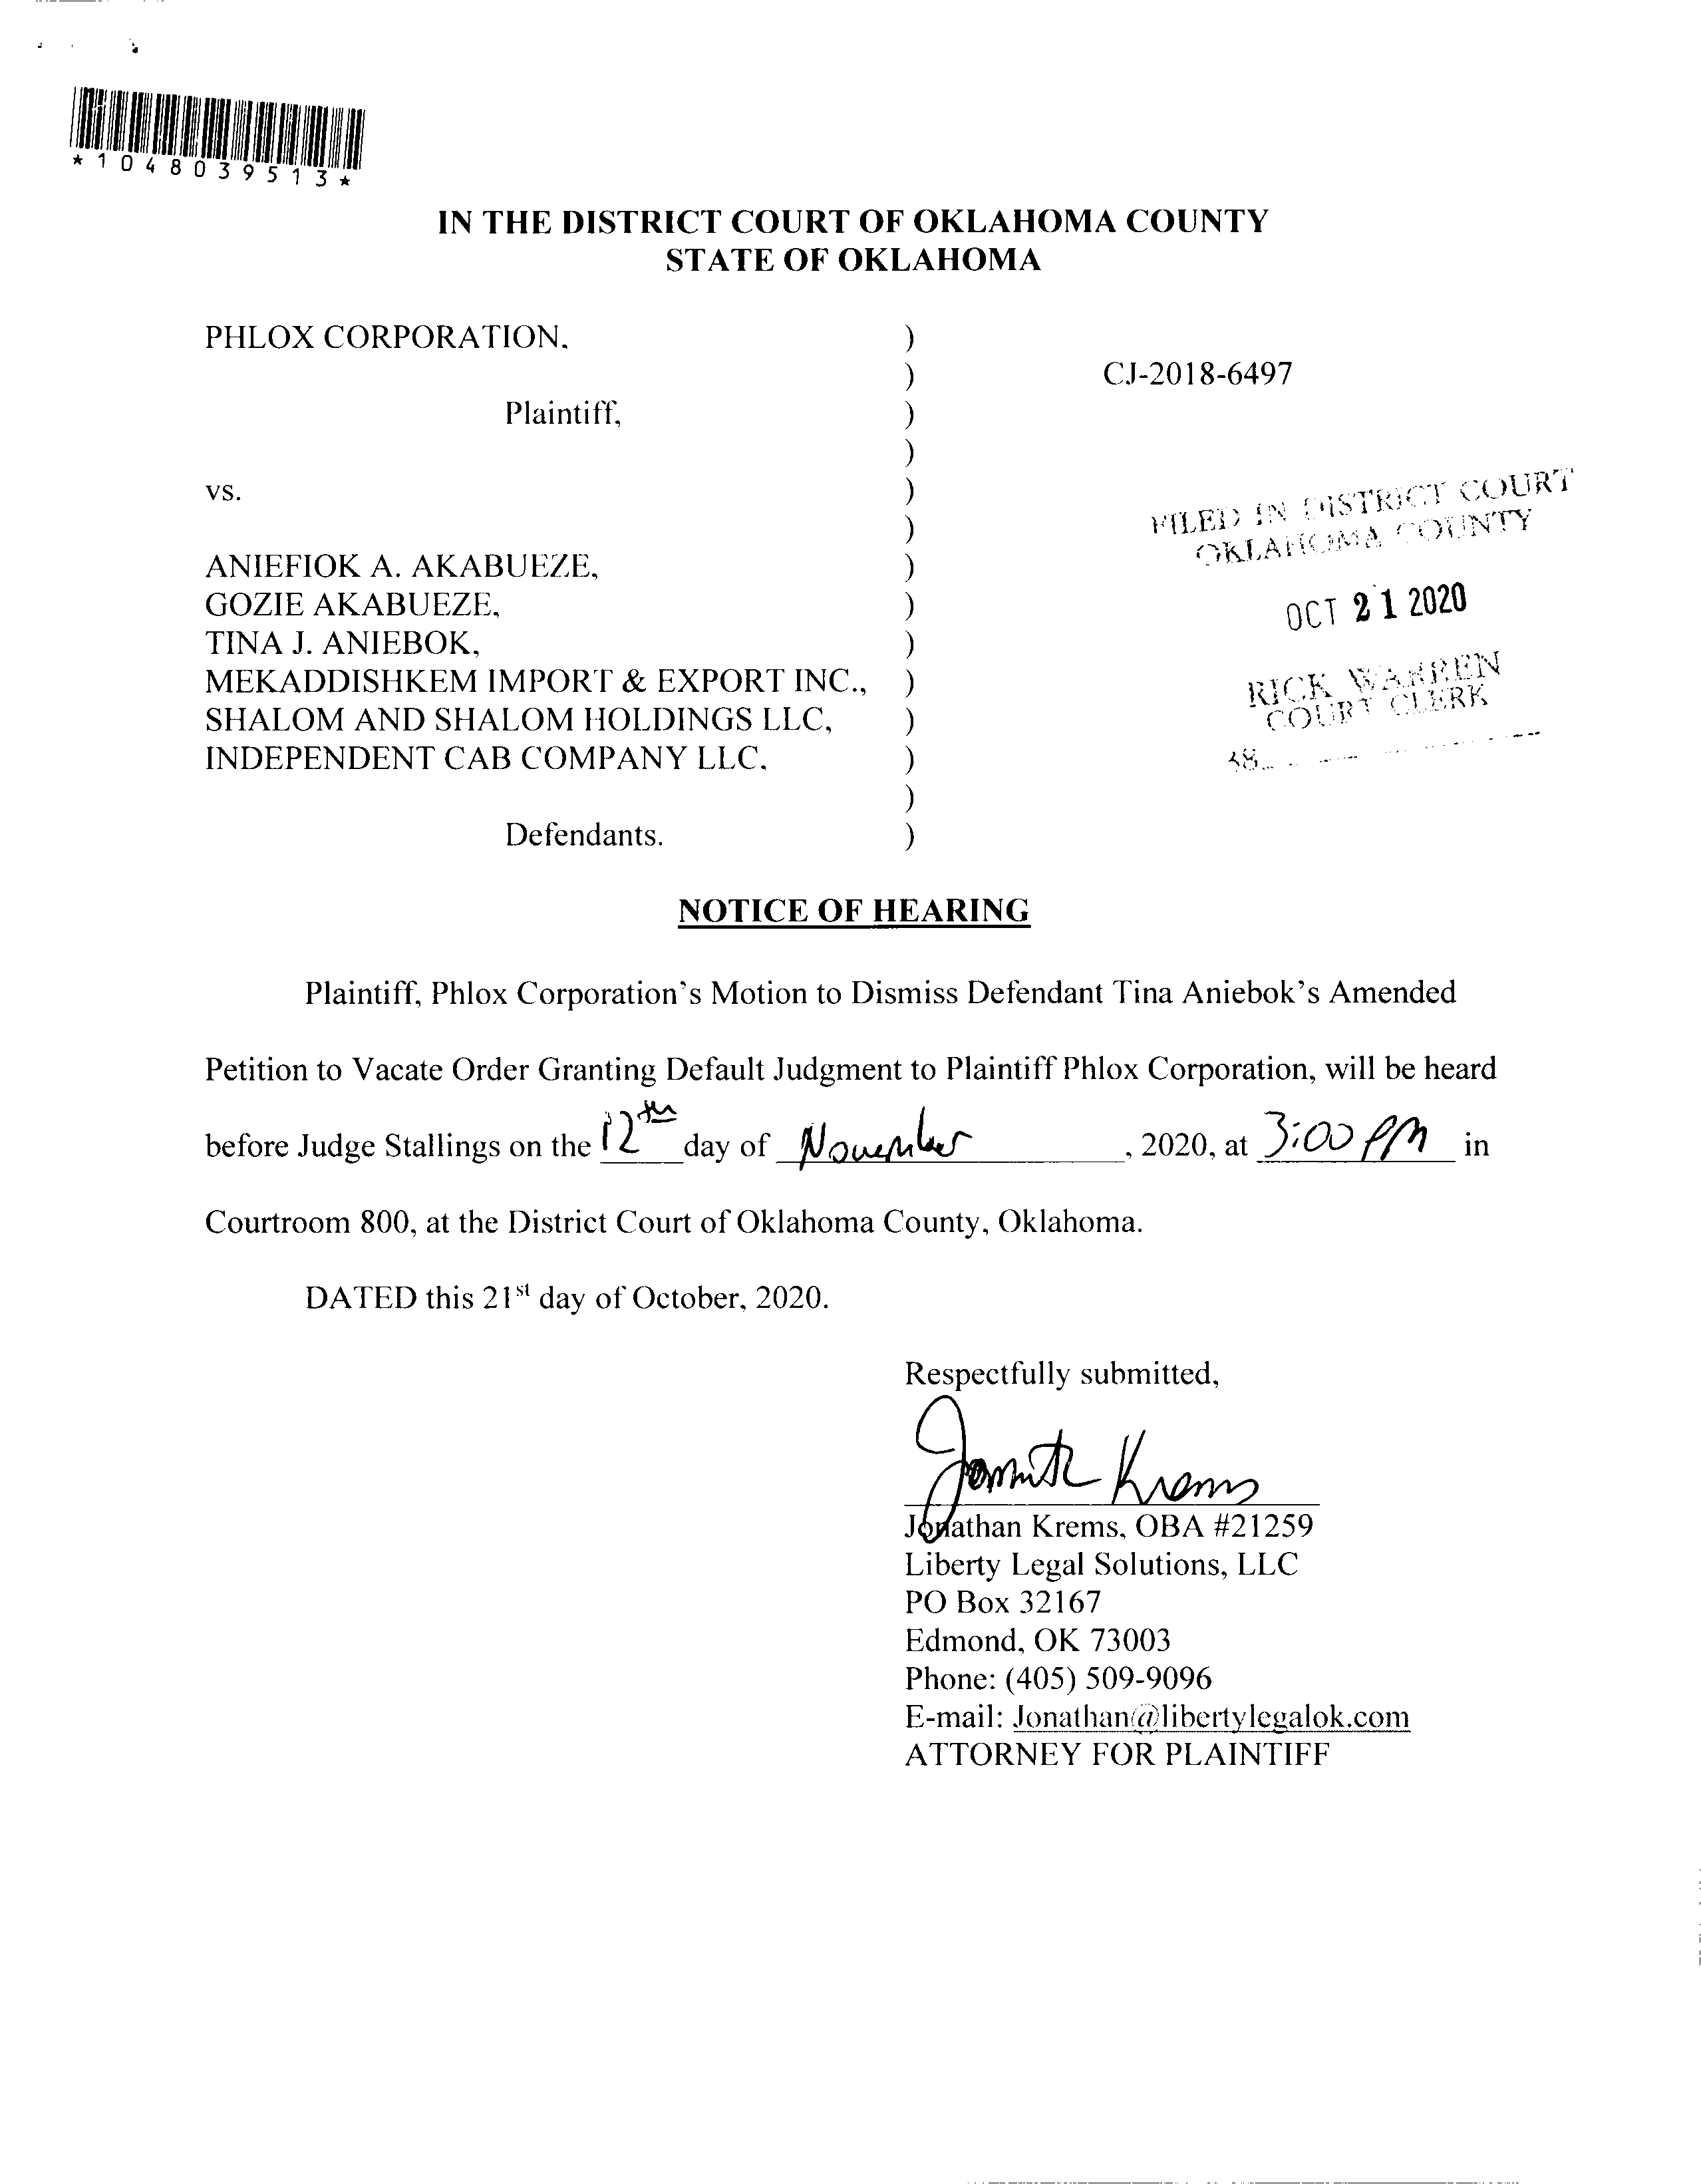 *1048039513*
IN THE DISTRICT COURT OF OKLAHOMA COUNTY
STATE OF OKLAHOMA
PHLOX CORPORATION, )
) CJ-2018-6497
Plaintiff, )
)
vs. )
)
ANIEFIOK A. AKABUEZE, )
GOZIE AKABUEZE, )
TINA J. ANIEBOK, )
MEKADDISHKEM IMPORT & EXPORT INC., )
SHALOM AND SHALOM HOLDINGS LLC, )
INDEPENDENT CAB COMPANY LLC, )
)
Defendants. )
FILED IN DISTRICT COURT
OKLAHOMA COUNTY
OCT 21 2020
RICK WARREN
COURT CLERK
38
NOTICE OF HEARING
Plaintiff, Phlox Corporation's Motion to Dismiss Defendant Tina Aniebok's Amended
Petition to Vacate Order Granting Default Judgment to Plaintiff Phlox Corporation, will be heard
before Judge Stallings on the 12th day of November, 2020, at 3:00 PM in
Courtroom 800, at the District Court of Oklahoma County, Oklahoma.
DATED this 21st day of October, 2020.
Respectfully submitted,
Jonathan Krems
Jonathan Krems, OBA #21259
Liberty Legal Solutions, LLC
PO Box 32167
Edmond, OK 73003
Phone: (405) 509-9096
E-mail: Jonathan@libertylegalok.com
ATTORNEY FOR PLAINTIFF